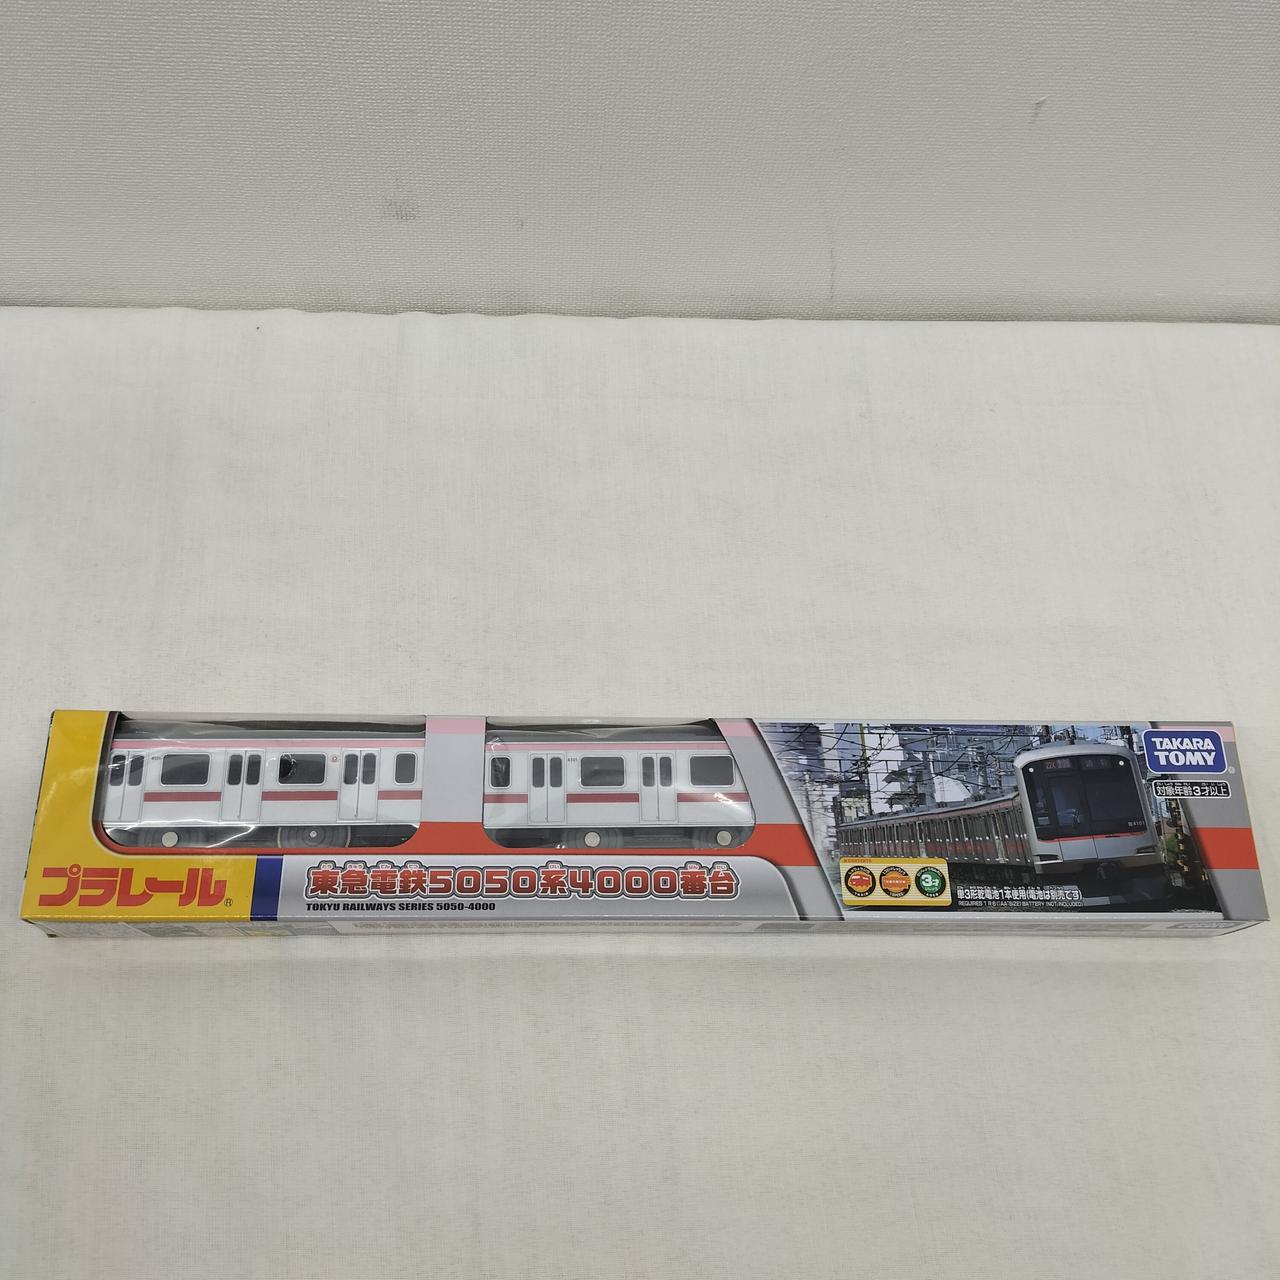 TAKARA
TOMY
対象年齢3才以上
プラレール®
東急電鉄5050系4000番台
TOKYU RAILWAYS SERIES 5050-4000
単3形乾電池1本使用(電池は別売です)
REQUIRES 1 R6 ("AA"SIZE) BATTERY (NOT INCLUDED)
3才